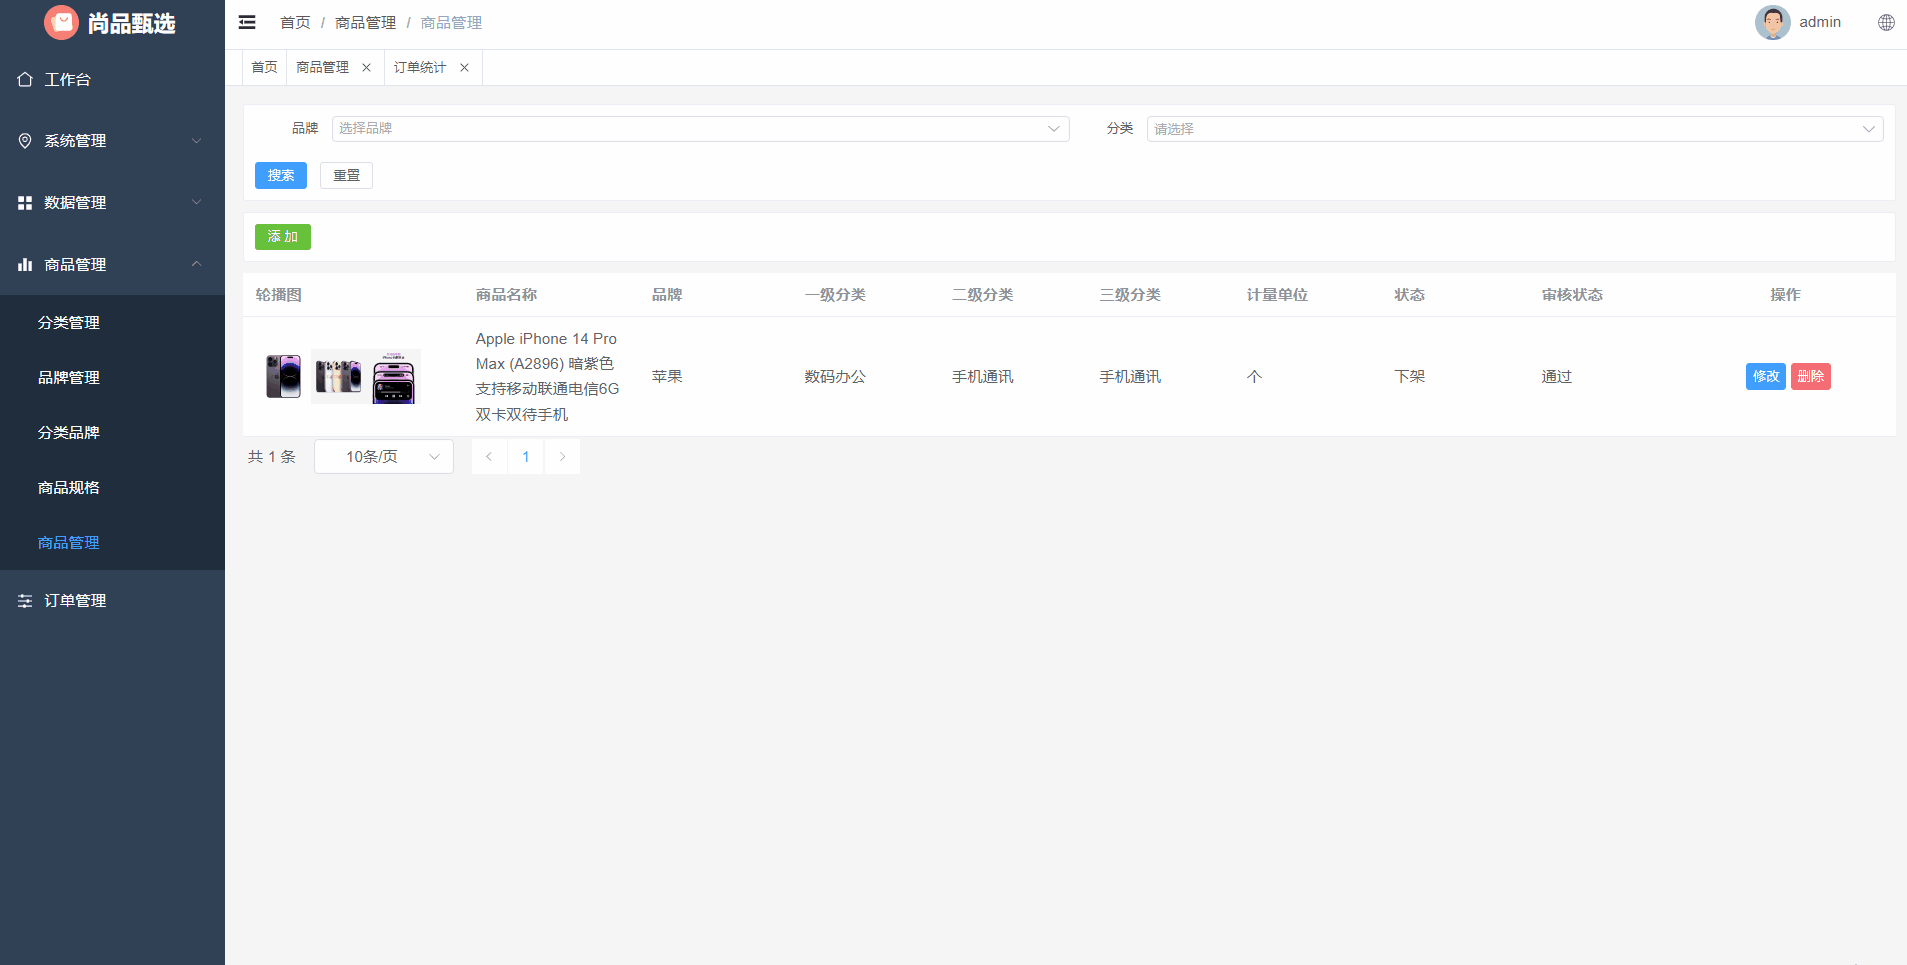 尚品甄选
首页 / 商品管理 / 商品管理
admin
首页
商品管理
订单统计
工作台
系统管理
数据管理
商品管理
分类管理
品牌管理
分类品牌
商品规格
商品管理
订单管理
品牌 选择品牌
分类 请选择
搜索 重置
添 加
轮播图 商品名称 品牌 一级分类 二级分类 三级分类 计量单位 状态 审核状态 操作
Apple iPhone 14 Pro
Max (A2896) 暗紫色
支持移动联通电信6G
双卡双待手机
苹果 数码办公 手机通讯 手机通讯 个 下架 通过 修改 删除
共 1 条 10条/页 1